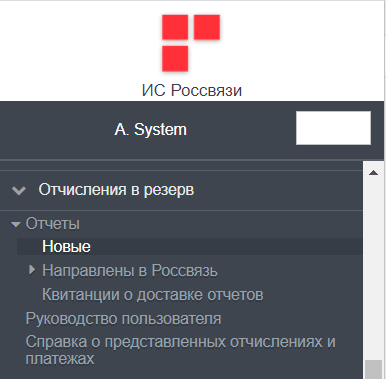 ИС Россвязи
A. System
Отчисления в резерв
Отчеты
Новые
Направлены в Россвязь
Квитанции о доставке отчетов
Руководство пользователя
Справка о представленных отчислениях и
платежах